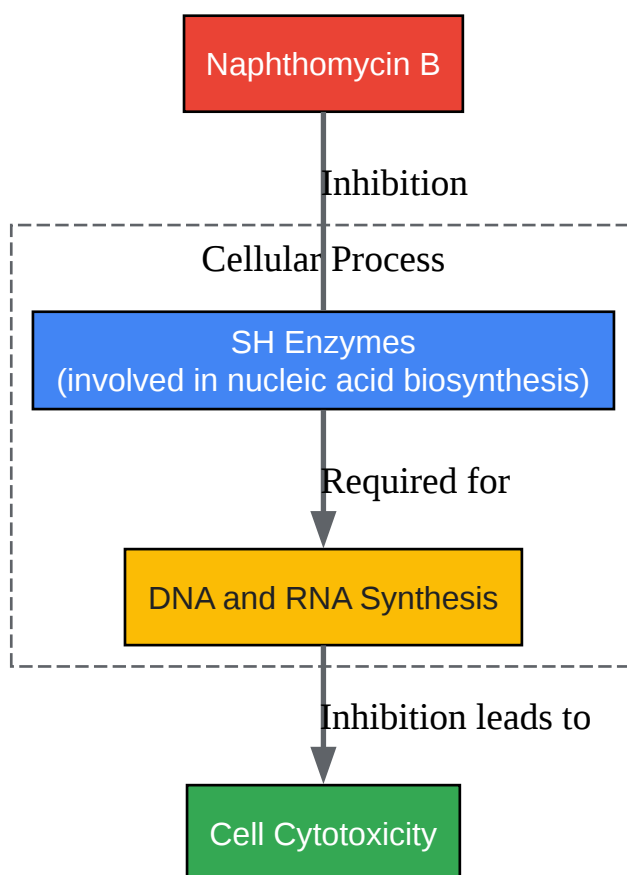 Naphthomycin B
Inhibition
Cellular Process
SH Enzymes
(involved in nucleic acid biosynthesis)
Required for
DNA and RNA Synthesis
Inhibition leads to
Cell Cytotoxicity